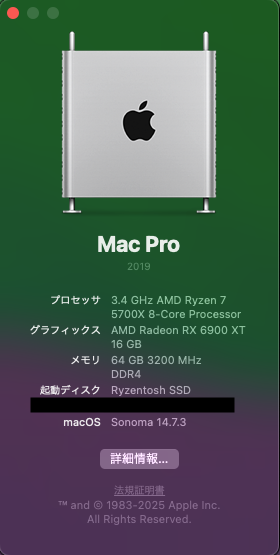 Mac Pro
2019
プロセッサ 3.4 GHz AMD Ryzen 7
5700X 8-Core Processor
グラフィックス AMD Radeon RX 6900 XT
16 GB
メモリ 64 GB 3200 MHz
DDR4
起動ディスク Ryzentosh SSD
macOS Sonoma 14.7.3
詳細情報...
法規証明書
™ and © 1983-2025 Apple Inc.
All Rights Reserved.